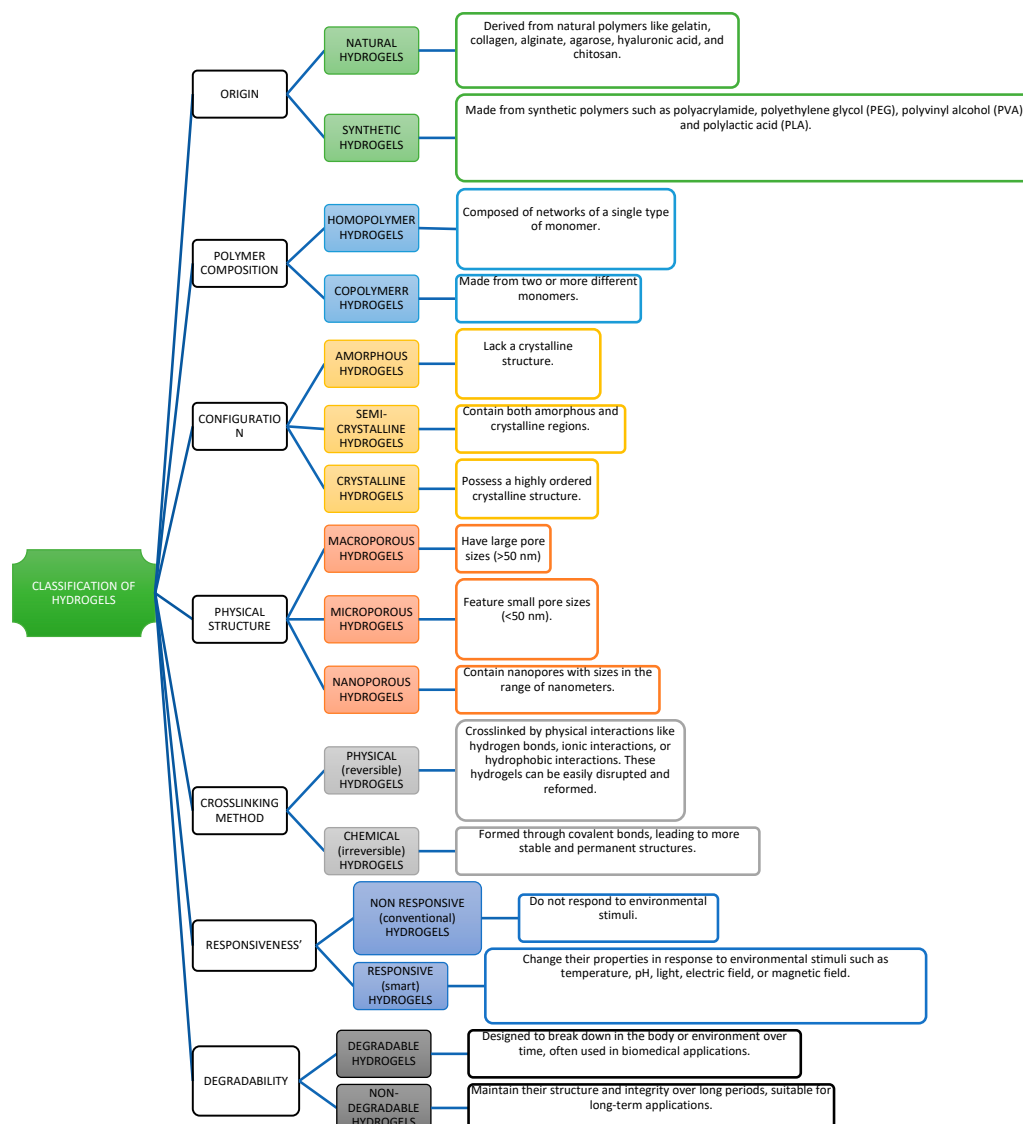 CLASSIFICATION OF
HYDROGELS
ORIGIN
NATURAL
HYDROGELS
Derived from natural polymers like gelatin,
collagen, alginate, agarose, hyaluronic acid, and
chitosan.
SYNTHETIC
HYDROGELS
Made from synthetic polymers such as polyacrylamide, polyethylene glycol (PEG), polyvinyl alcohol (PVA)
and polylactic acid (PLA).
POLYMER
COMPOSITION
HOMOPOLYMER
HYDROGELS
Composed of networks of a single type
of monomer.
COPOLYMERR
HYDROGELS
Made from two or more different
monomers.
CONFIGURATIO
N
AMORPHOUS
HYDROGELS
Lack a crystalline
structure.
SEMI-
CRYSTALLINE
HYDROGELS
Contain both amorphous and
crystalline regions.
CRYSTALLINE
HYDROGELS
Possess a highly ordered
crystalline structure.
PHYSICAL
STRUCTURE
MACROPOROUS
HYDROGELS
Have large pore
sizes (>50 nm)
MICROPOROUS
HYDROGELS
Feature small pore sizes
(<50 nm).
NANOPOROUS
HYDROGELS
Contain nanopores with sizes in the
range of nanometers.
CROSSLINKING
METHOD
PHYSICAL
(reversible)
HYDROGELS
Crosslinked by physical interactions like
hydrogen bonds, ionic interactions, or
hydrophobic interactions. These
hydrogels can be easily disrupted and
reformed.
CHEMICAL
(irreversible)
HYDROGELS
Formed through covalent bonds, leading to more
stable and permanent structures.
RESPONSIVENESS’
NON RESPONSIVE
(conventional)
HYDROGELS
Do not respond to environmental
stimuli.
RESPONSIVE
(smart)
HYDROGELS
Change their properties in response to environmental stimuli such as
temperature, pH, light, electric field, or magnetic field.
DEGRADABILITY
DEGRADABLE
HYDROGELS
Designed to break down in the body or environment over
time, often used in biomedical applications.
NON-
DEGRADABLE
HYDROGELS
Maintain their structure and integrity over long periods, suitable for
long-term applications.